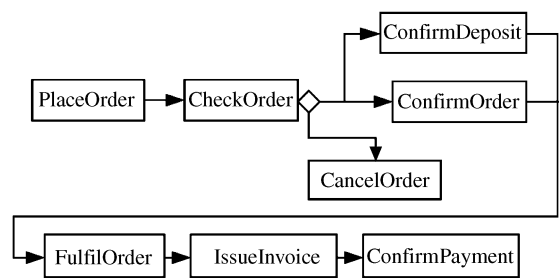 ConfirmDeposit
PlaceOrder
CheckOrder
ConfirmOrder
CancelOrder
FulfilOrder
IssueInvoice
ConfirmPayment